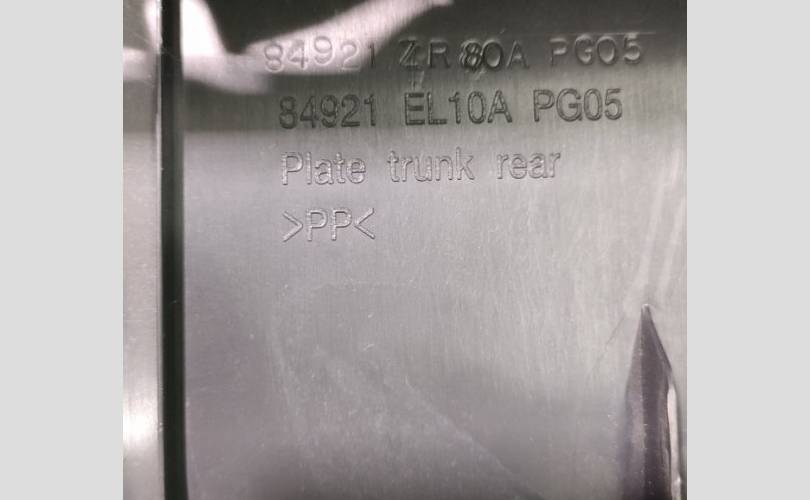 84921 ZR80A PG05
84921 EL10A PG05
Plate trunk rear
>PP<